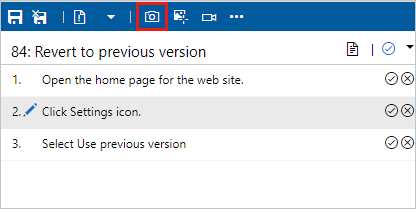 84: Revert to previous version
1. Open the home page for the web site.
2. Click Settings icon.
3. Select Use previous version